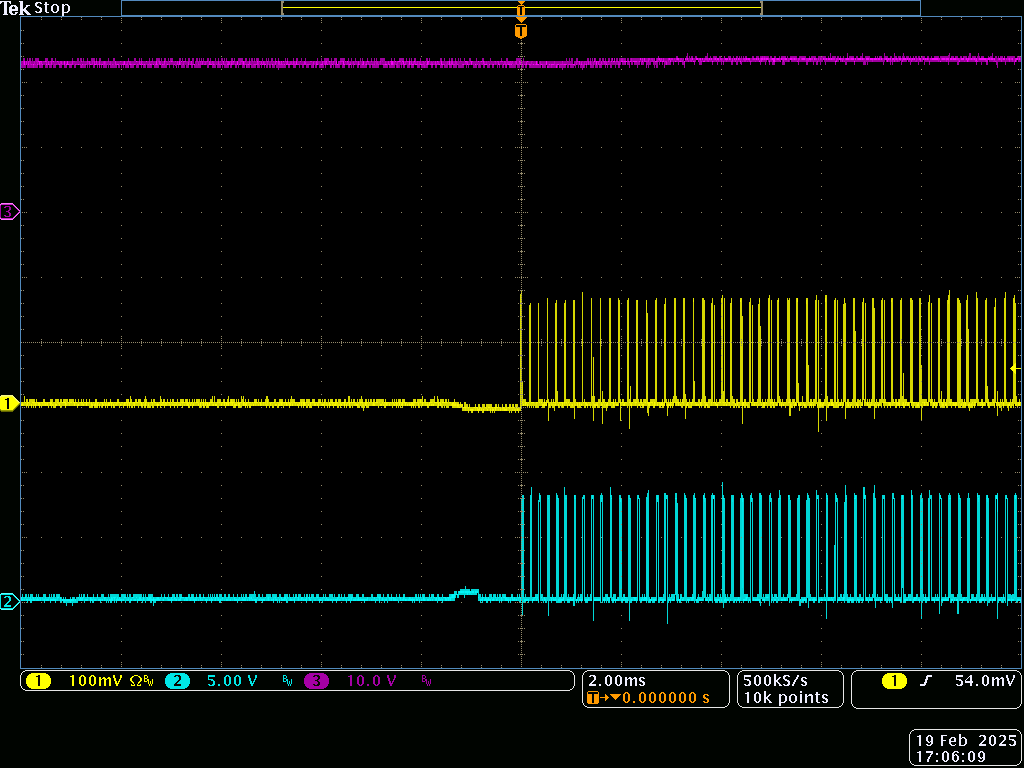 Tek Stop
T
T
3
1
2
1 100mV ΩBW 2 5.00 V BW 3 10.0 V BW
2.00ms
T→▼0.000000 s
500kS/s
10k points
1 ʃ 54.0mV
19 Feb 2025
17:06:09